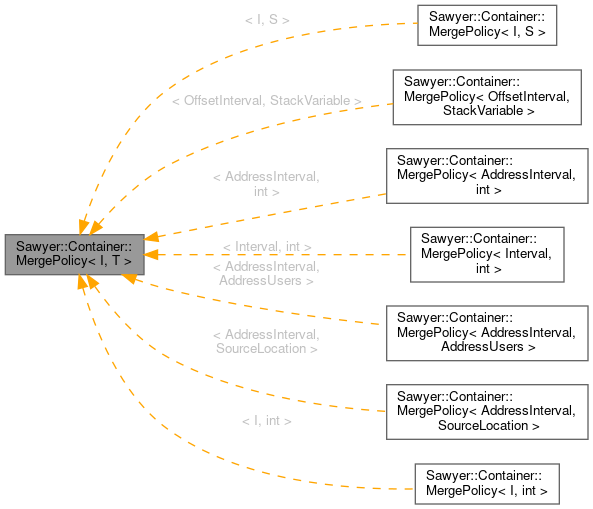 Sawyer::Container::
MergePolicy< I, S >
< I, S >
Sawyer::Container::
MergePolicy< OffsetInterval,
StackVariable >
< OffsetInterval, StackVariable >
Sawyer::Container::
MergePolicy< AddressInterval,
int >
< AddressInterval,
int >
Sawyer::Container::
MergePolicy< I, T >
< Interval, int >
Sawyer::Container::
MergePolicy< Interval,
int >
< AddressInterval,
AddressUsers >
Sawyer::Container::
MergePolicy< AddressInterval,
AddressUsers >
< AddressInterval,
SourceLocation >
Sawyer::Container::
MergePolicy< AddressInterval,
SourceLocation >
< I, int >
Sawyer::Container::
MergePolicy< I, int >